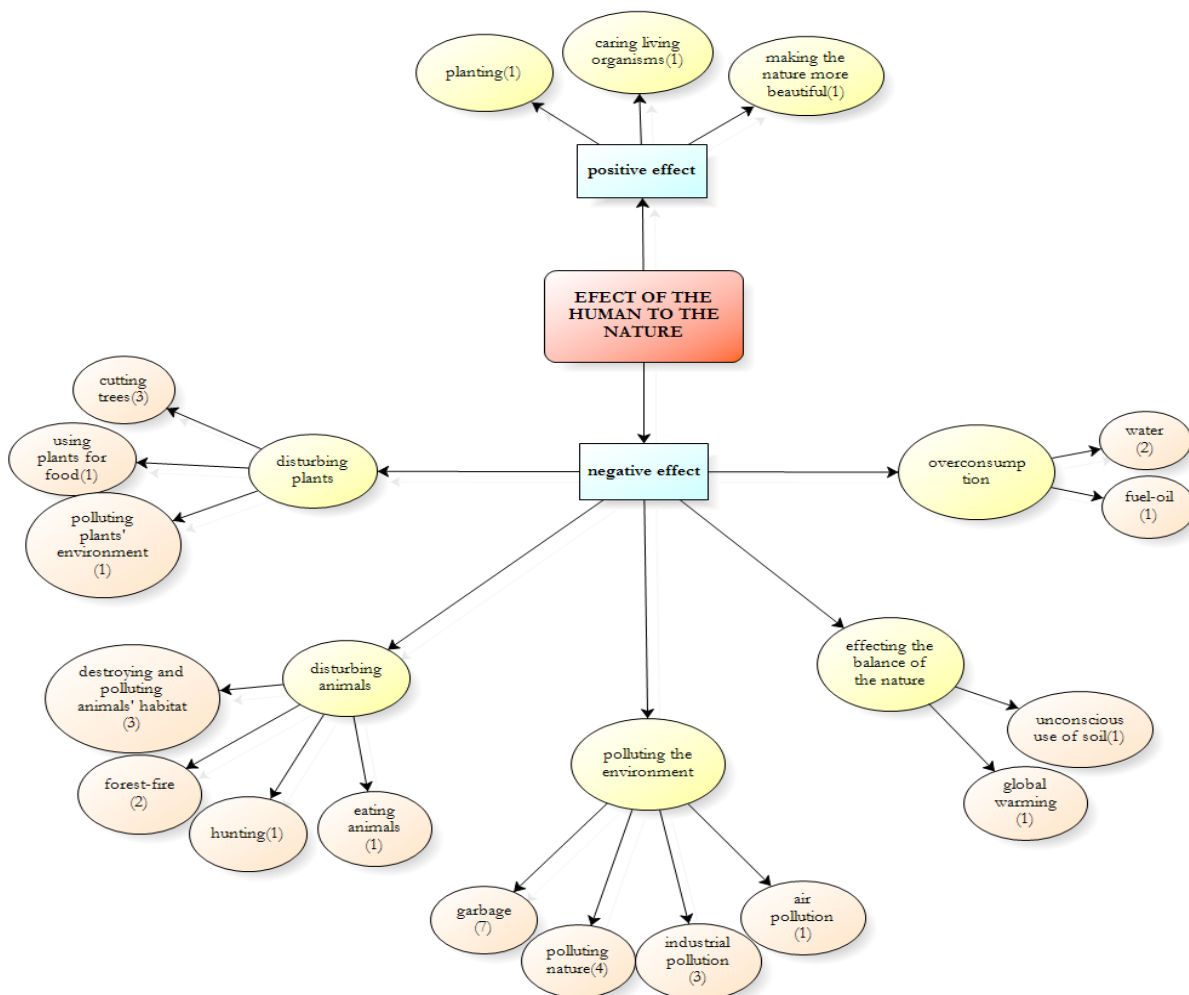 planting(1)
caring living
organisms(1)
making the
nature more
beautiful(1)
positive effect
EFECT OF THE
HUMAN TO THE
NATURE
negative effect
cutting
trees(3)
using
plants for
food(1)
polluting
plants'
environment
(1)
disturbing
plants
overconsump
tion
water
(2)
fuel-oil
(1)
disturbing
animals
destroying and
polluting
animals' habitat
(3)
forest-fire
(2)
hunting(1)
eating
animals
(1)
polluting the
environment
garbage
(7)
polluting
nature(4)
industrial
pollution
(3)
air
pollution
(1)
effecting the
balance of
the nature
unconscious
use of soil(1)
global
warming
(1)